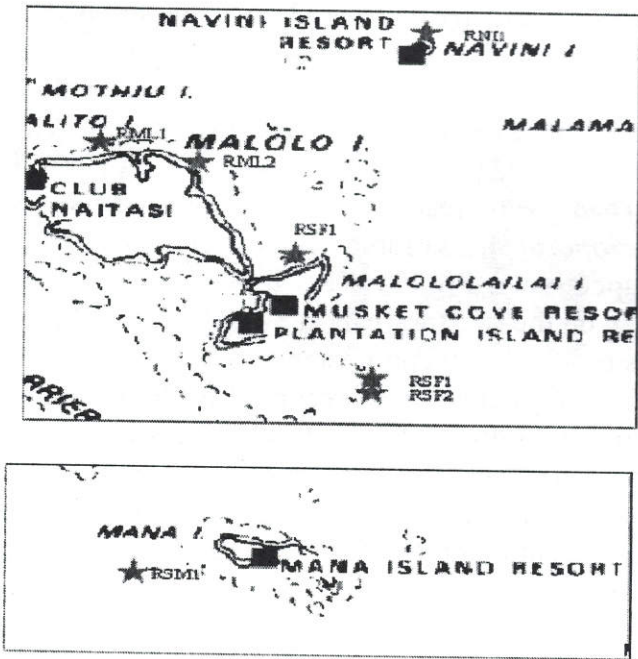 NAVINI ISLAND
RESORT
RNI1
NAVINI I.
MOTHIU I.
ALITO I.
RML1
MALOLO I.
RML2
MALAMA
CLUB
NAITASI
RSF1
MALOLOLAILAI I.
MUSKET COVE RESOR
PLANTATION ISLAND RE
RSF1
RSF2
ARRIER
MANA I.
RSM1
MANA ISLAND RESORT